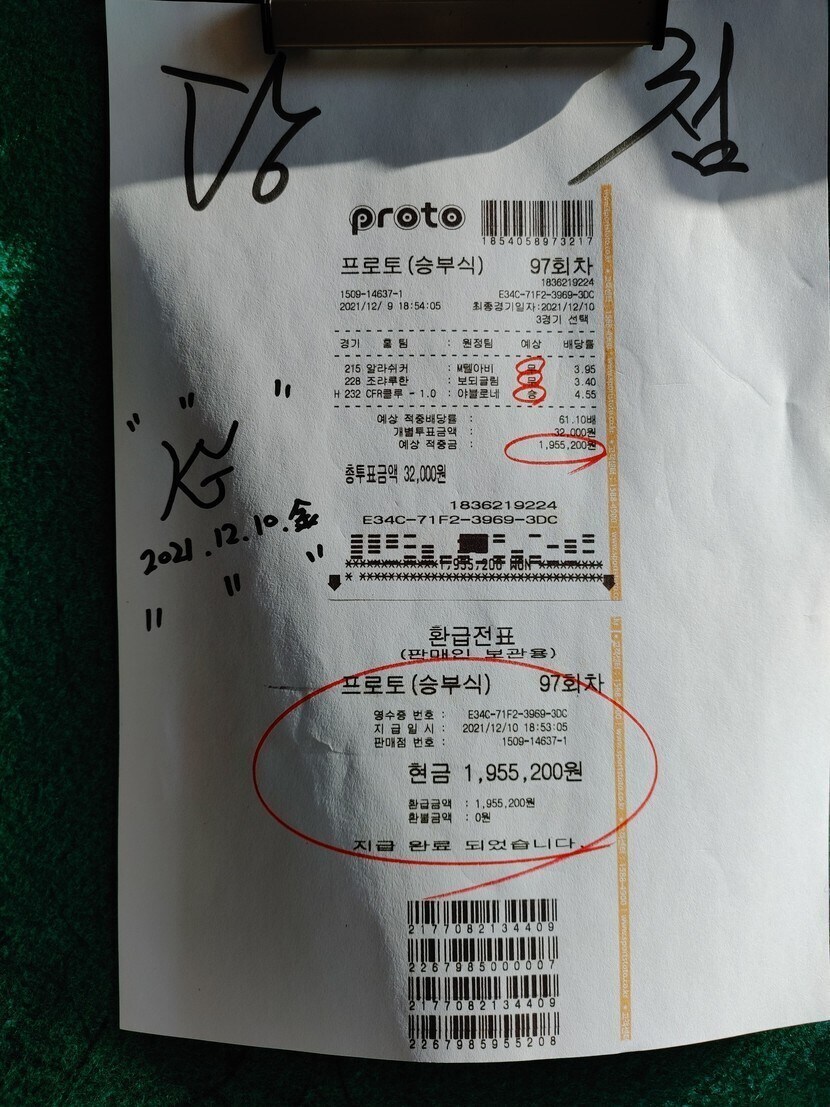 당 첨
proto
1854058973217
프로토(승부식) 97회차
1836219224
1509-14637-1 E34C-71F2-3969-3DC
2021/12/ 9 18:54:05 최종경기일자:2021/12/10
3경기 선택
경기 홈 팀 : 원정팀 예상 배당률
215 알라쉬커 : M텔아비 무 3.95
228 조랴루한 : 보되글림 무 3.40
H 232 CFR클루 - 1.0 : 야블로네 승 4.55
예상 적중배당률 : 61.10배
개별투표금액 : 32,000원
예상 적중금 : 1,955,200원
총투표금액 32,000원
1836219224
E34C-71F2-3969-3DC
1,955,200 WON
2021.12.10.金
환급전표
(판매인 보관용)
프로토(승부식) 97회차
영수증 번호 : E34C-71F2-3969-3DC
지 급 일 시 : 2021/12/10 18:53:05
판매점 번호 : 1509-14637-1
현금 1,955,200원
환급금액 : 1,955,200원
환불금액 : 0원
지급 완료 되었습니다.
2177082134409
2267985000007
2177082134409
2267985955208